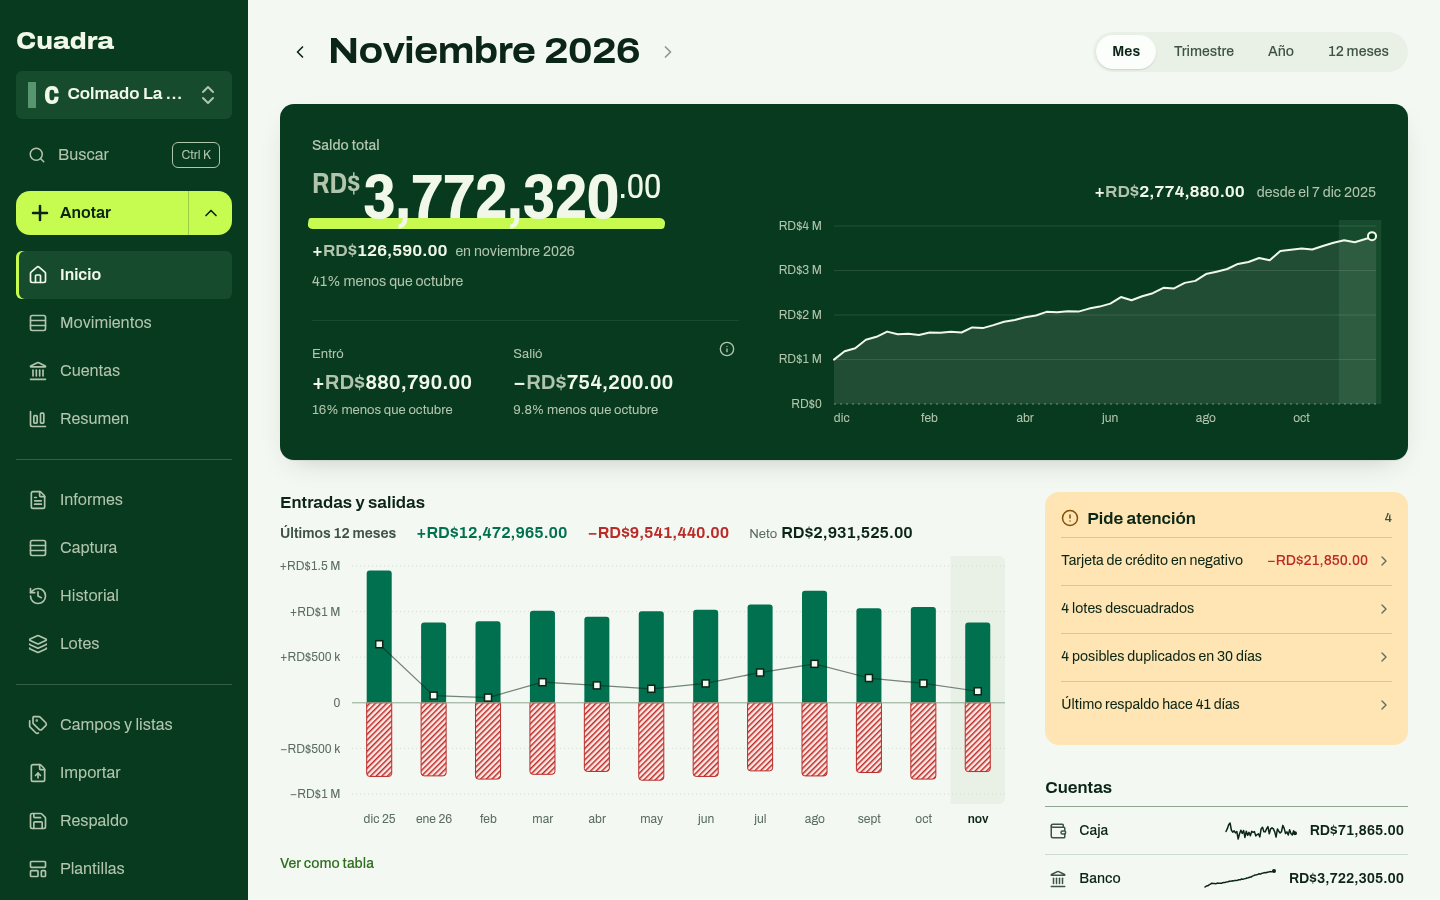 Cuadra
C Colmado La ...
Buscar Ctrl K
Anotar
Inicio
Movimientos
Cuentas
Resumen
Informes
Captura
Historial
Lotes
Campos y listas
Importar
Respaldo
Plantillas
Noviembre 2026
Mes Trimestre Año 12 meses
Saldo total
RD$3,772,320.00
+RD$126,590.00 en noviembre 2026
41% menos que octubre
Entró
+RD$880,790.00
16% menos que octubre
Salió
−RD$754,200.00
9.8% menos que octubre
+RD$2,774,880.00 desde el 7 dic 2025
RD$4 M
RD$3 M
RD$2 M
RD$1 M
RD$0
dic feb abr jun ago oct
Entradas y salidas
Últimos 12 meses +RD$12,472,965.00 −RD$9,541,440.00 Neto RD$2,931,525.00
+RD$1.5 M
+RD$1 M
+RD$500 k
0
−RD$500 k
−RD$1 M
dic 25 ene 26 feb mar abr may jun jul ago sept oct nov
Ver como tabla
Pide atención 4
Tarjeta de crédito en negativo −RD$21,850.00
4 lotes descuadrados
4 posibles duplicados en 30 días
Último respaldo hace 41 días
Cuentas
Caja RD$71,865.00
Banco RD$3,722,305.00